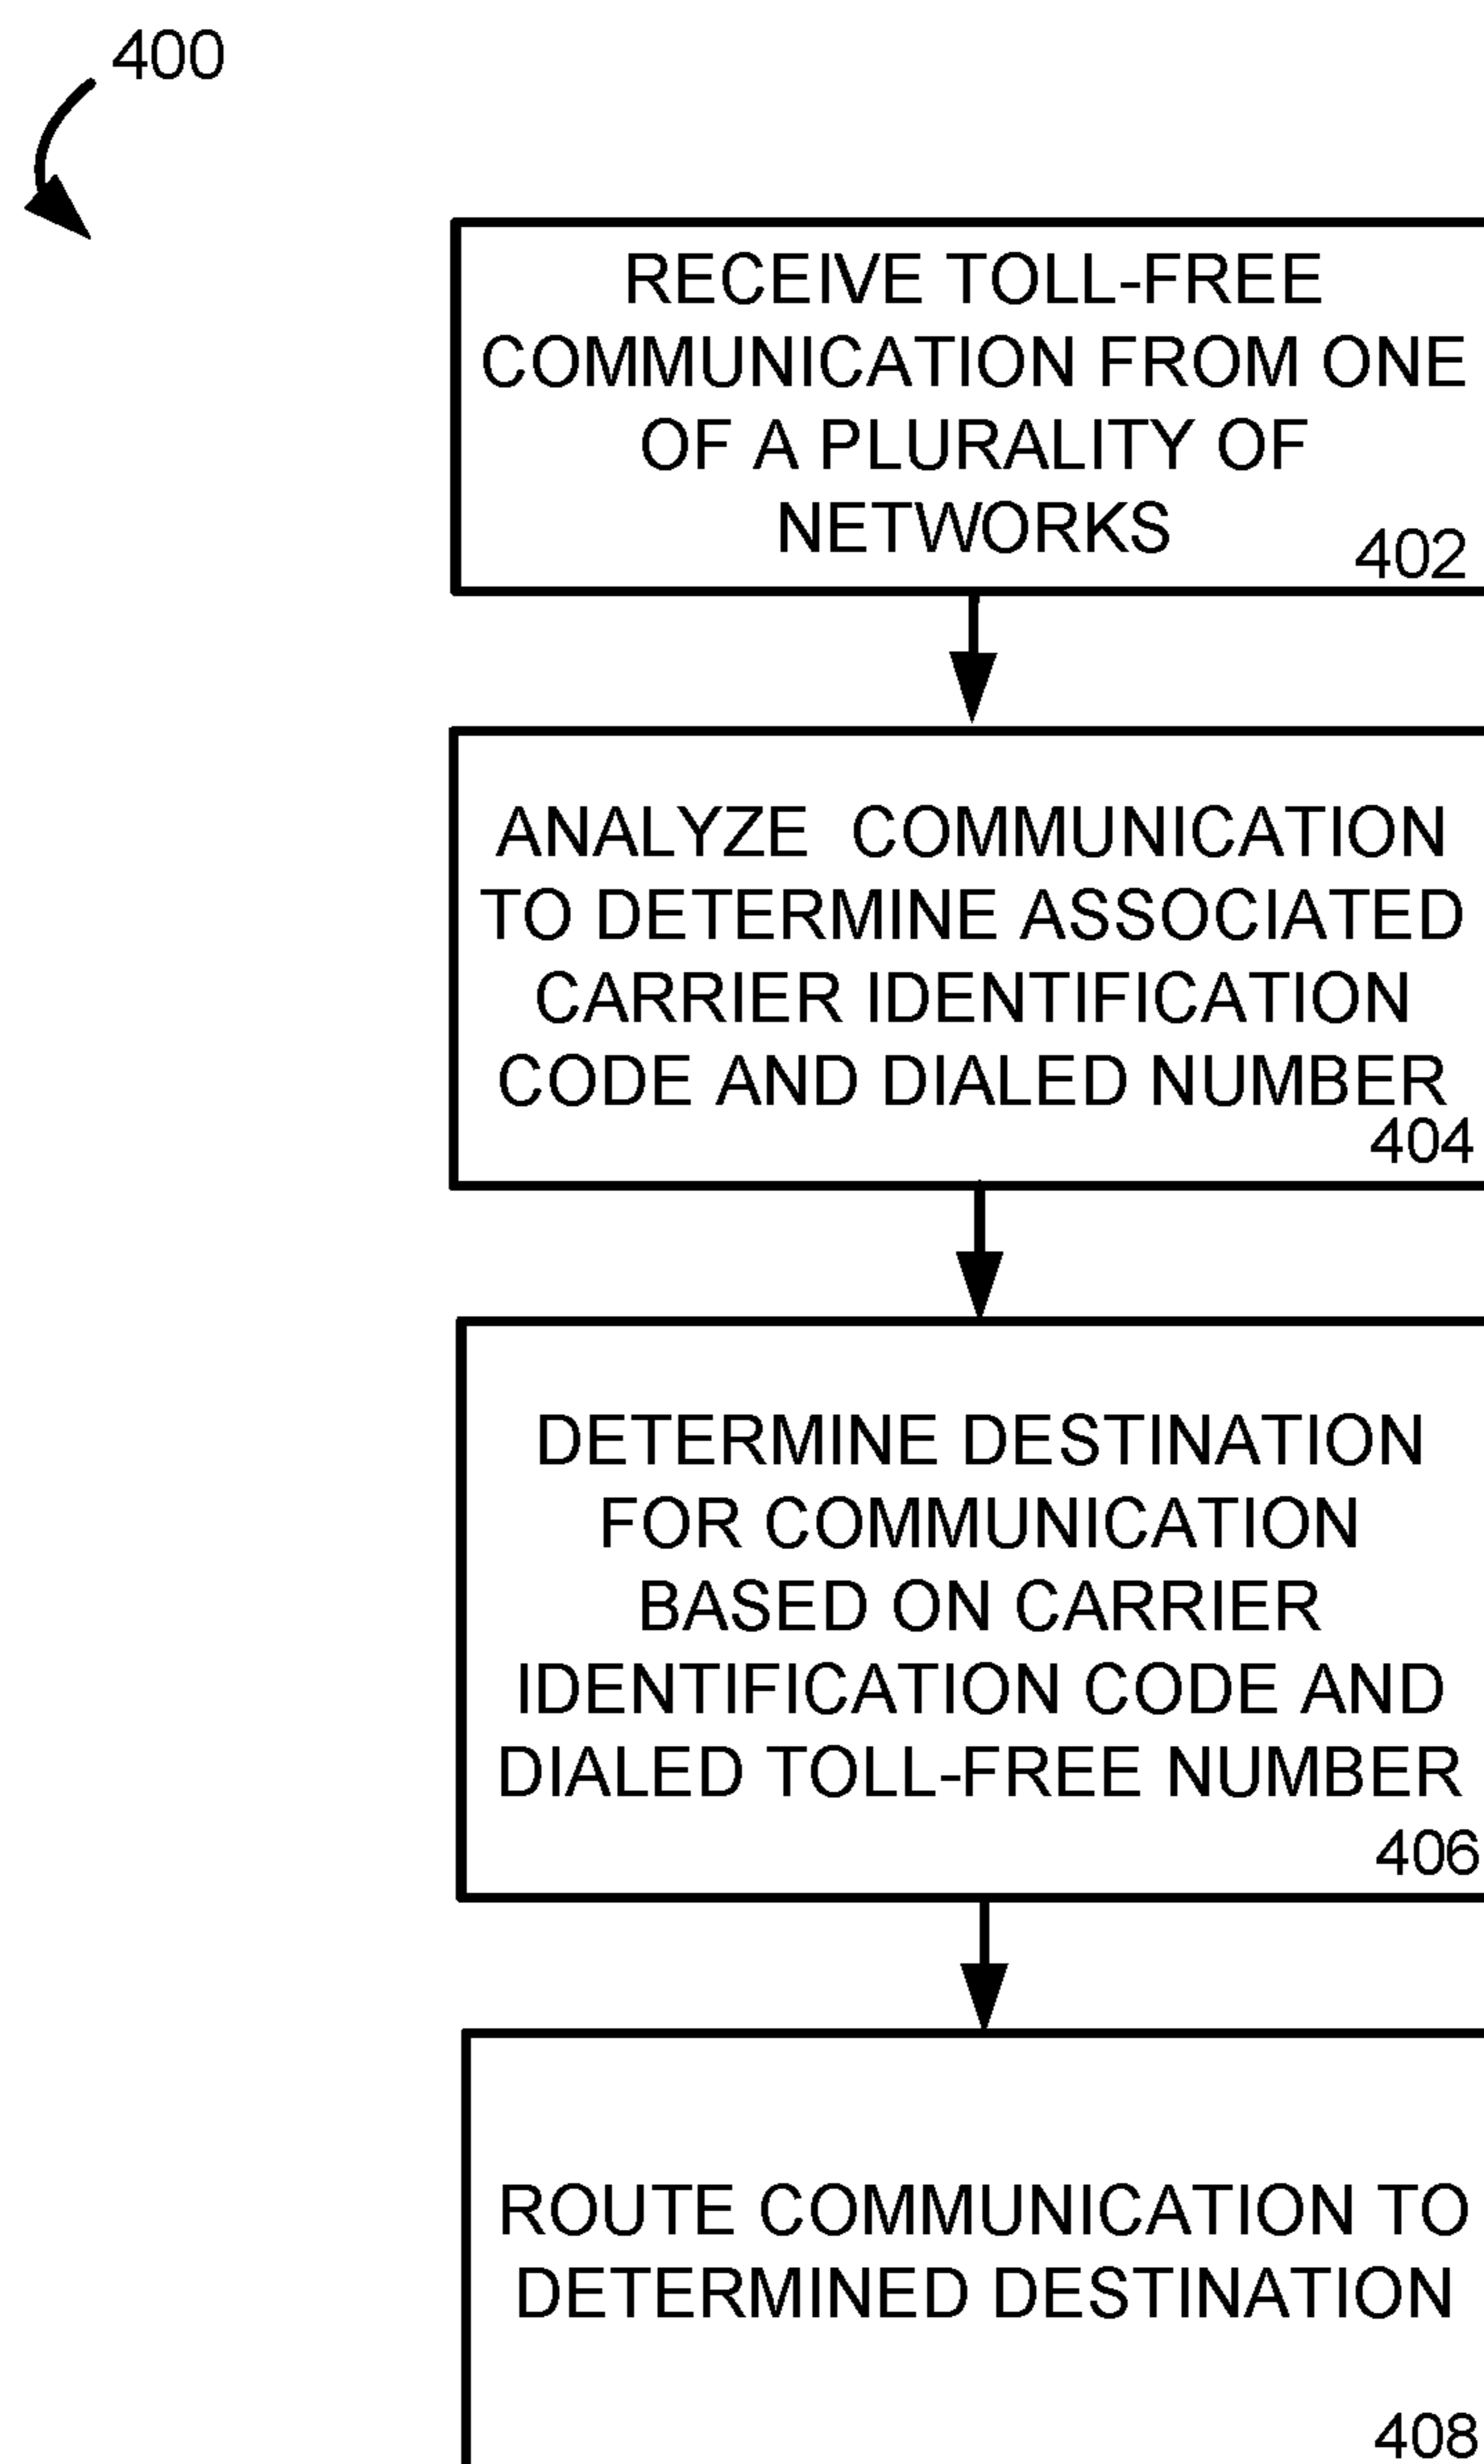 400
RECEIVE TOLL-FREE
COMMUNICATION FROM ONE
OF A PLURALITY OF
NETWORKS
402
ANALYZE COMMUNICATION
TO DETERMINE ASSOCIATED
CARRIER IDENTIFICATION
CODE AND DIALED NUMBER
404
DETERMINE DESTINATION
FOR COMMUNICATION
BASED ON CARRIER
IDENTIFICATION CODE AND
DIALED TOLL-FREE NUMBER
406
ROUTE COMMUNICATION TO
DETERMINED DESTINATION
408